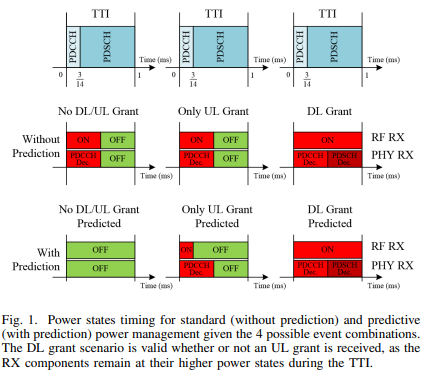 TTI TTI TTI
PDCCH PDSCH PDCCH PDSCH PDCCH PDSCH
Time (ms) Time (ms) Time (ms)
0 3/14 1 0 3/14 1 0 3/14 1
No DL/UL Grant Only UL Grant DL Grant
Without Prediction
ON OFF ON OFF ON RF RX
PDCCH Dec. OFF PDCCH Dec. OFF PDCCH Dec. PDSCH Dec. PHY RX
Time (ms) Time (ms) Time (ms)
No DL/UL Grant Predicted
Only UL Grant Predicted
DL Grant Predicted
With Prediction
OFF ON OFF ON RF RX
OFF PDCCH Dec. OFF PDCCH Dec. PDSCH Dec. PHY RX
Time (ms) Time (ms) Time (ms)
Fig. 1. Power states timing for standard (without prediction) and predictive
(with prediction) power management given the 4 possible event combinations.
The DL grant scenario is valid whether or not an UL grant is received, as the
RX components remain at their higher power states during the TTI.